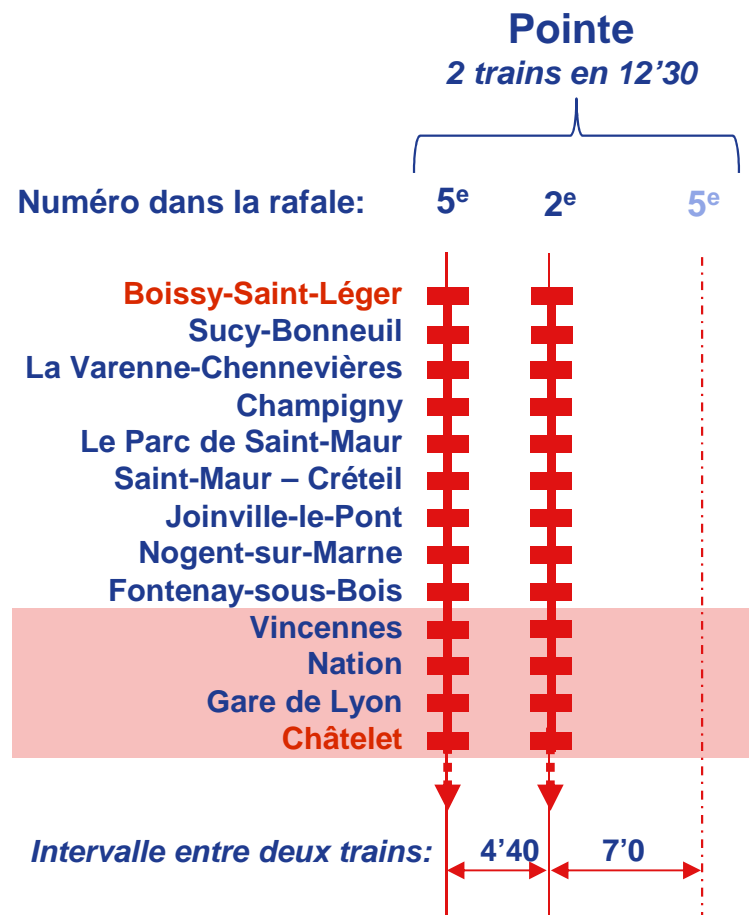 Pointe
2 trains en 12’30
Numéro dans la rafale: 5e 2e 5e
Boissy-Saint-Léger
Sucy-Bonneuil
La Varenne-Chennevières
Champigny
Le Parc de Saint-Maur
Saint-Maur – Créteil
Joinville-le-Pont
Nogent-sur-Marne
Fontenay-sous-Bois
Vincennes
Nation
Gare de Lyon
Châtelet
Intervalle entre deux trains: 4’40 7’0